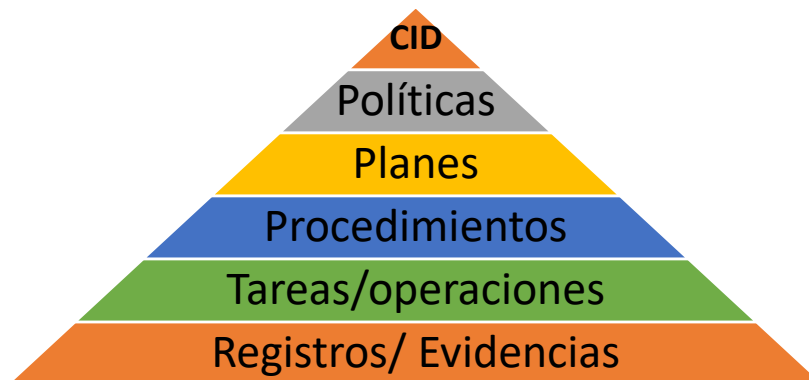 CID
Políticas
Planes
Procedimientos
Tareas/operaciones
Registros/ Evidencias